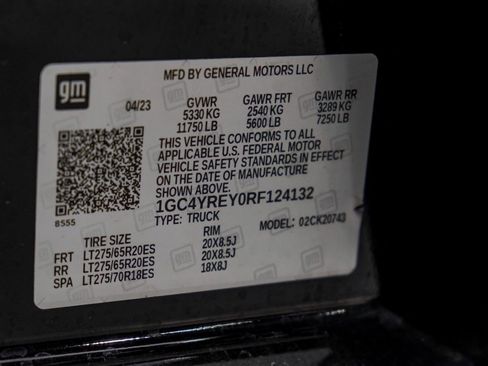 gm
MFD BY GENERAL MOTORS LLC
04/23 GVWR GAWR FRT GAWR RR
5330 KG 2540 KG 3289 KG
11750 LB 5600 LB 7250 LB
THIS VEHICLE CONFORMS TO ALL
APPLICABLE U.S. FEDERAL MOTOR
VEHICLE SAFETY STANDARDS IN EFFECT
ON THE DATE OF MANUFACTURE
SHOWN ABOVE.
8S55
1GC4YREY0RF124132
TYPE: TRUCK MODEL: 02CK20743
TIRE SIZE RIM
FRT LT275/65R20ES 20X8.5J
RR LT275/65R20ES 20X8.5J
SPA LT275/70R18ES 18X8J